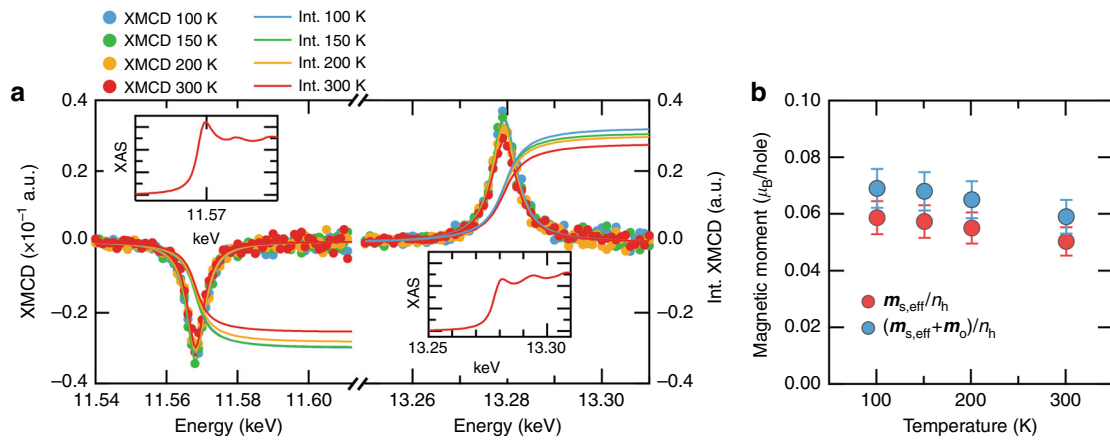 XMCD 100 K
XMCD 150 K
XMCD 200 K
XMCD 300 K
Int. 100 K
Int. 150 K
Int. 200 K
Int. 300 K
a
XMCD (×10⁻¹ a.u.)
0.4
0.2
0.0
−0.2
−0.4
11.54
11.56
11.58
11.60
Energy (keV)
XAS
11.57
keV
13.26
13.28
13.30
Energy (keV)
XAS
13.25
13.30
keV
0.4
0.2
0.0
−0.2
−0.4
Int. XMCD (a.u.)
b
Magnetic moment (μB/hole)
0.10
0.08
0.06
0.04
0.02
0.00
ms,eff/nh
(ms,eff+mo)/nh
100
150
200
300
Temperature (K)